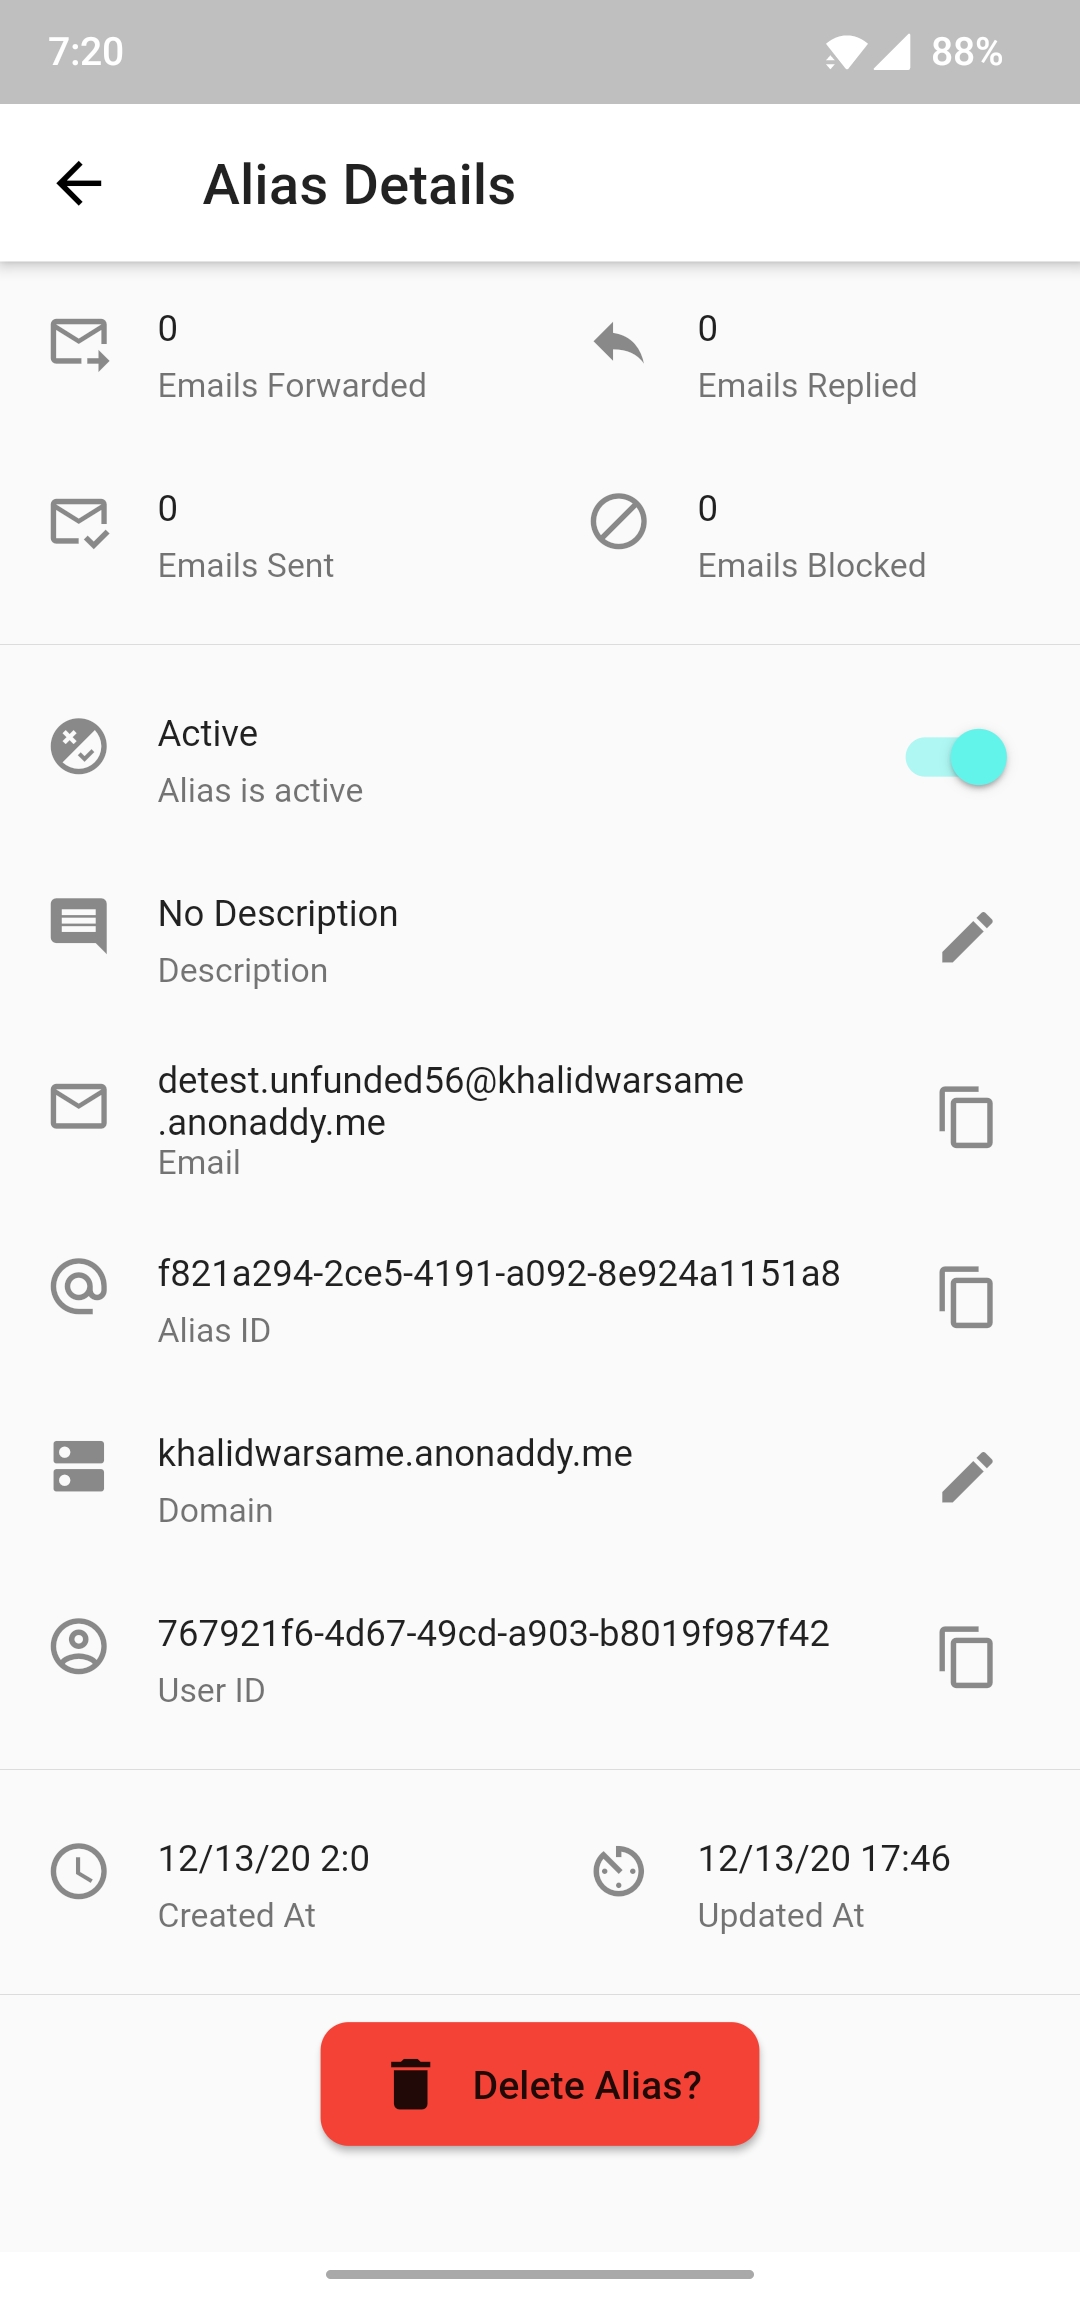 7:20
88%
Alias Details
0
Emails Forwarded
0
Emails Replied
0
Emails Sent
0
Emails Blocked
Active
Alias is active
No Description
Description
detest.unfunded56@khalidwarsame
.anonaddy.me
Email
f821a294-2ce5-4191-a092-8e924a1151a8
Alias ID
khalidwarsame.anonaddy.me
Domain
767921f6-4d67-49cd-a903-b8019f987f42
User ID
12/13/20 2:0
Created At
12/13/20 17:46
Updated At
Delete Alias?